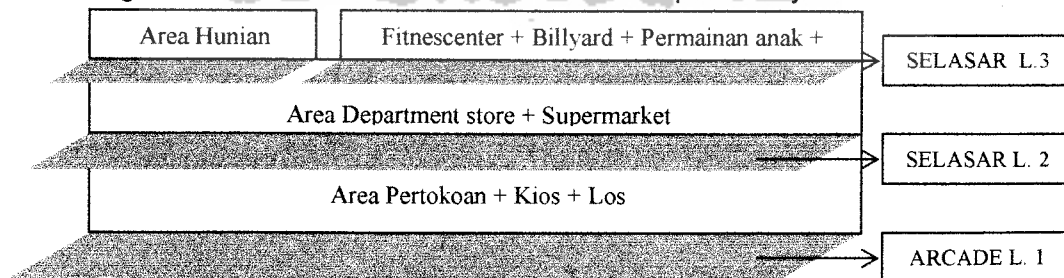 Area Hunian
Fitnescenter + Billyard + Permainan anak +
SELASAR L.3
Area Department store + Supermarket
SELASAR L. 2
Area Pertokoan + Kios + Los
ARCADE L. 1